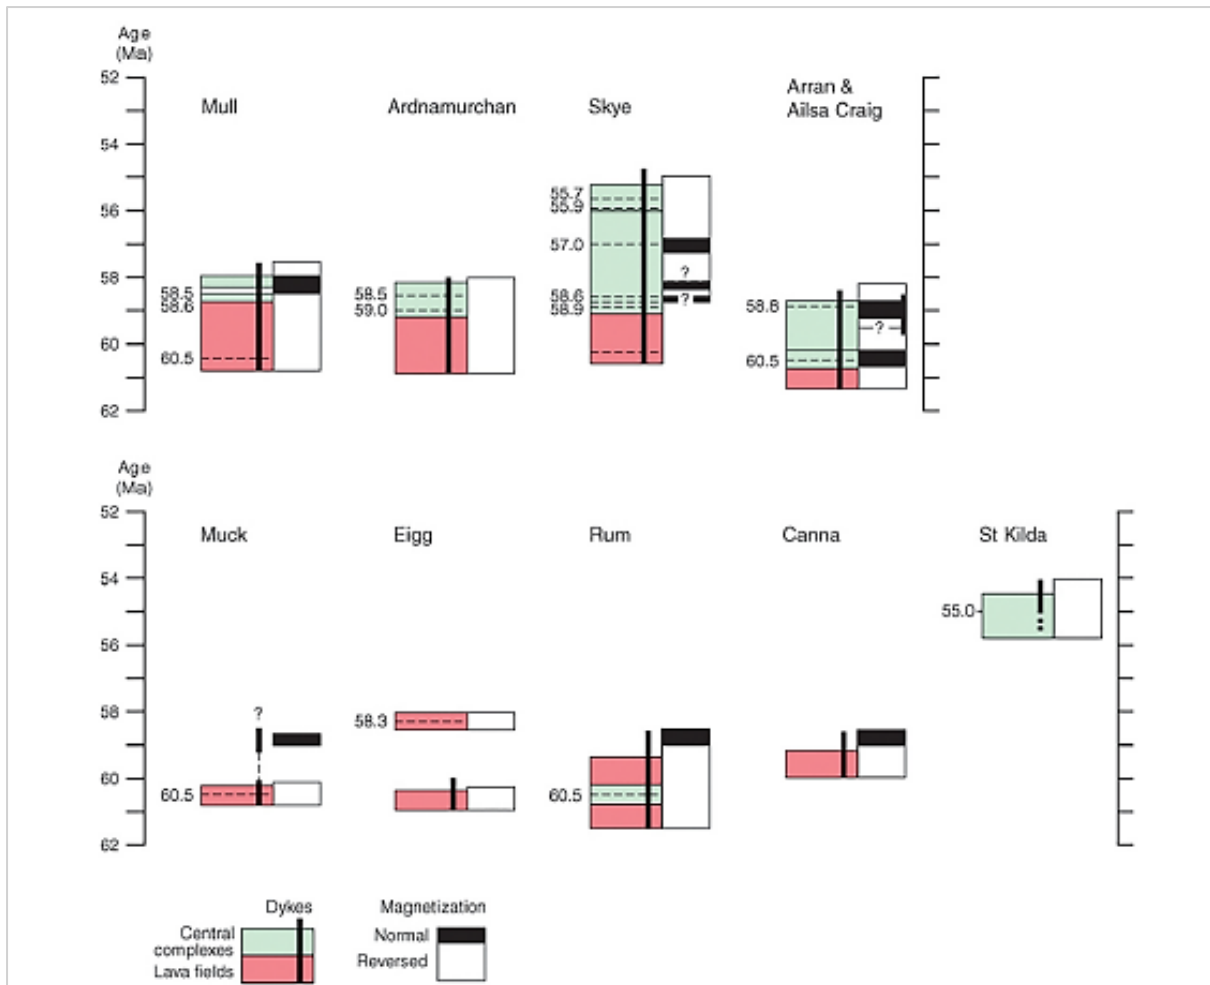 Age
(Ma)
52
54
56
58
60
62
Mull
58.5
58.6
60.5
Ardnamurchan
58.5
59.0
Skye
55.7
55.9
57.0
58.6
58.9
?
?
Arran &
Ailsa Craig
58.8
60.5
?
Age
(Ma)
52
54
56
58
60
62
Muck
?
60.5
Eigg
58.3
Rum
60.5
Canna
St Kilda
55.0
Dykes
Central
complexes
Lava fields
Magnetization
Normal
Reversed